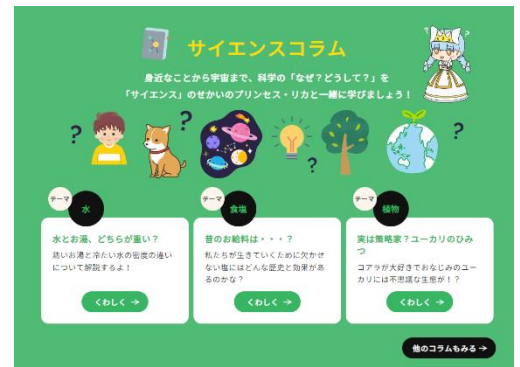 サイエンスコラム
身近なことから宇宙まで、科学の「なぜ？どうして？」を
「サイエンス」のせかいのプリンセス・リカと一緒に学びましょう！
?
?
?
?
テーマ
水
テーマ
食塩
テーマ
植物
水とお湯、どちらが重い？
熱いお湯と冷たい水の密度の違い
について解説するよ！
くわしく →
昔のお給料は・・・？
私たちが生きていくために欠かせ
ない塩にはどんな歴史と効果があ
るのかな？
くわしく →
実は策略家？ユーカリのひみ
つ
コアラが大好きでおなじみのユー
カリには不思議な生態が！？
くわしく →
他のコラムもみる →